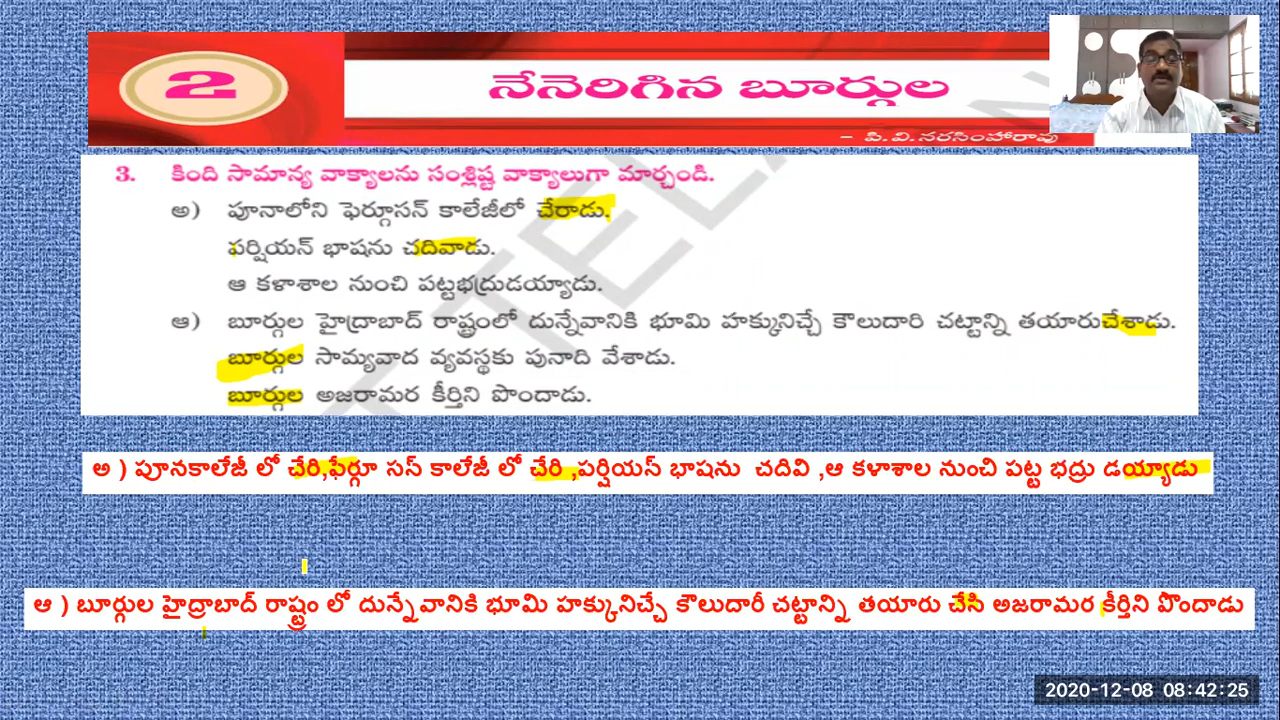 2
నేనెరిగిన బూర్గుల
– పి.వి.నరసింహారావు
3. కింది సామాన్య వాక్యాలను సంశ్లిష్ట వాక్యాలుగా మార్చండి.
అ) పూనాలోని ఫెర్గూసన్ కాలేజీలో చేరాడు.
పర్షియన్ భాషను చదివాడు.
ఆ కళాశాల నుంచి పట్టభద్రుడయ్యాడు.
ఆ) బూర్గుల హైద్రాబాద్ రాష్ట్రంలో దున్నేవానికి భూమి హక్కునిచ్చే కౌలుదారి చట్టాన్ని తయారుచేశాడు.
బూర్గుల సామ్యవాద వ్యవస్థకు పునాది వేశాడు.
బూర్గుల అజరామర కీర్తిని పొందాడు.
అ ) పూనకాలేజీ లో చేరి,ఫేర్గూ సస్ కాలేజీ లో చేరి ,పర్షియస్ భాషను చదివి ,ఆ కళాశాల నుంచి పట్ట భద్రు డయ్యాడు
ఆ ) బూర్గుల హైద్రాబాద్ రాష్ట్రం లో దున్నేవానికి భూమి హక్కునిచ్చే కౌలుదారీ చట్టాన్ని తయారు చేసి అజరామర కీర్తిని పొందాడు
2020-12-08 08:42:25